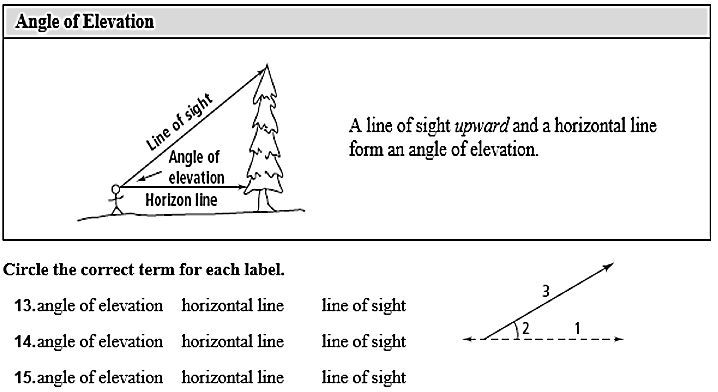 Angle of Elevation
Line of sight
Angle of
elevation
Horizon line
A line of sight upward and a horizontal line
form an angle of elevation.
Circle the correct term for each label.
13.angle of elevation horizontal line line of sight
14.angle of elevation horizontal line line of sight
15.angle of elevation horizontal line line of sight
3
2
1